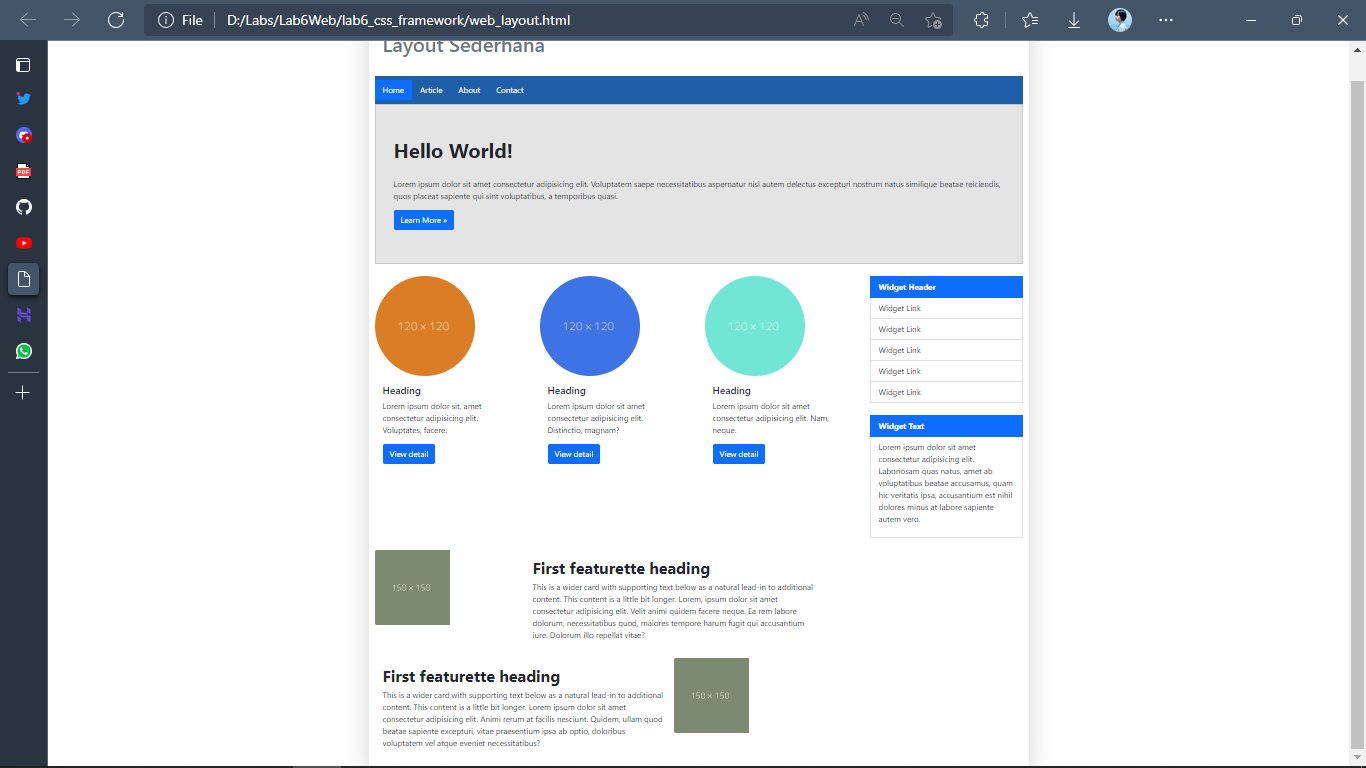 File
D:/Labs/Lab6Web/lab6_css_framework/web_layout.html
Layout Sederhana
Home Article About Contact
Hello World!
Lorem ipsum dolor sit amet consectetur adipisicing elit. Voluptatem saepe necessitatibus aspernatur nisi autem delectus excepturi nostrum natus similique beatae reiciendis,
quos placeat sapiente qui sint voluptatibus, a temporibus quasi.
Learn More »
120 × 120
Heading
Lorem ipsum dolor sit, amet
consectetur adipisicing elit.
Voluptates, facere.
View detail
120 × 120
Heading
Lorem ipsum dolor sit amet
consectetur adipisicing elit.
Distinctio, magnam?
View detail
120 × 120
Heading
Lorem ipsum dolor sit amet
consectetur adipisicing elit. Nam,
neque.
View detail
Widget Header
Widget Link
Widget Link
Widget Link
Widget Link
Widget Link
Widget Text
Lorem ipsum dolor sit amet
consectetur adipisicing elit.
Laboriosam quas natus, amet ab
voluptatibus beatae accusamus, quam
hic veritatis ipsa, accusantium est nihil
dolores minus at labore sapiente
autem vero.
150 × 150
First featurette heading
This is a wider card with supporting text below as a natural lead-in to additional
content. This content is a little bit longer. Lorem, ipsum dolor sit amet
consectetur adipisicing elit. Velit animi quidem facere neque. Ea rem labore
dolorum, necessitatibus quod, maiores tempore harum fugit qui accusantium
iure. Dolorum illo repellat vitae?
First featurette heading
This is a wider card with supporting text below as a natural lead-in to additional
content. This content is a little bit longer. Lorem ipsum dolor sit amet
consectetur adipisicing elit. Animi rerum at facilis nesciunt. Quidem, ullam quod
beatae sapiente excepturi, vitae praesentium ipsa ab optio, doloribus
voluptatem vel atque eveniet necessitatibus?
150 × 150
PDF